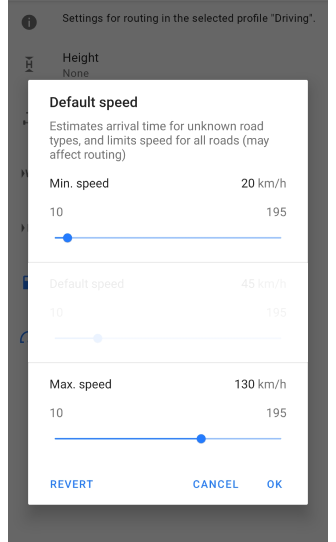 Settings for routing in the selected profile "Driving".
Height
None
Default speed
Estimates arrival time for unknown road
types, and limits speed for all roads (may
affect routing)
Min. speed 20 km/h
10 195
Default speed 45 km/h
10 195
Max. speed 130 km/h
10 195
REVERT CANCEL OK